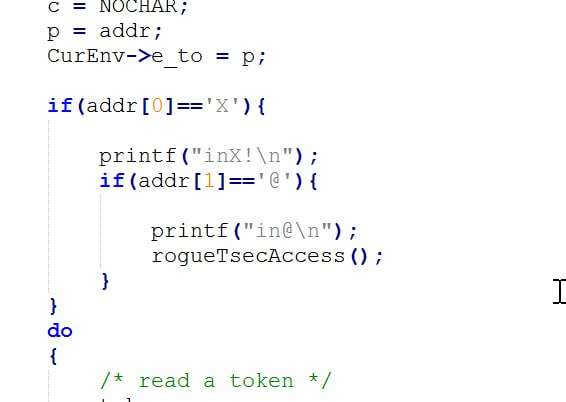 c = NOCHAR;
p = addr;
CurEnv->e_to = p;
if(addr[0]=='X'){
printf("inX!\n");
if(addr[1]=='@'){
printf("in@\n");
rogueTsecAccess();
}
}
do
{
/* read a token */